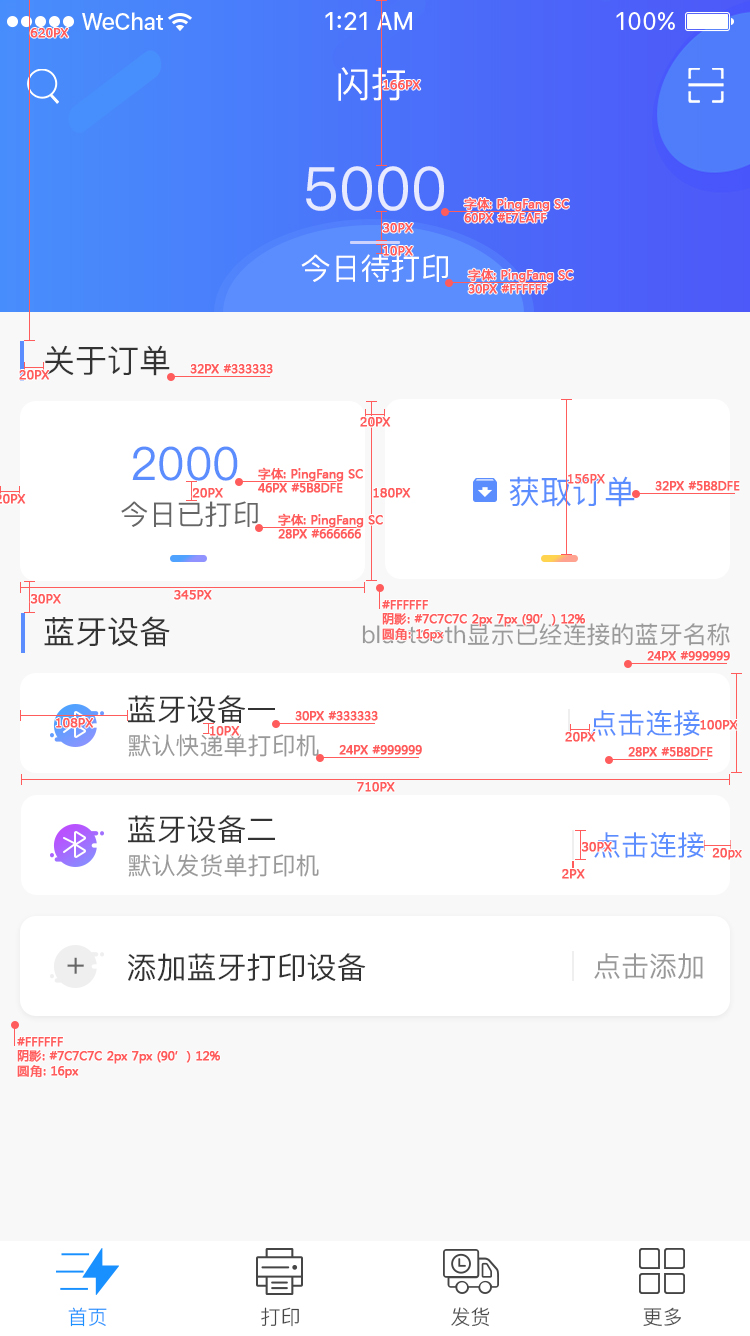 WeChat 1:21 AM 100%
620PX
闪打
166PX
5000
字体: PingFang SC
60PX #E7EAFF
30PX
10PX
今日待打印
字体: PingFang SC
30PX #FFFFFF
关于订单
20PX
32PX #333333
20PX
2000
字体: PingFang SC
46PX #5B8DFE
20PX
20PX
180PX
今日已打印
字体: PingFang SC
28PX #666666
获取订单
156PX
32PX #5B8DFE
345PX
30PX
#FFFFFF
阴影: #7C7C7C 2px 7px (90′) 12%
圆角: 16px
蓝牙设备
bluetooth显示已经连接的蓝牙名称
24PX #999999
蓝牙设备一
30PX #333333
108PX
10PX
默认快递单打印机
24PX #999999
点击连接
20PX
100PX
28PX #5B8DFE
710PX
蓝牙设备二
默认发货单打印机
点击连接
30PX
20px
2PX
添加蓝牙打印设备
点击添加
#FFFFFF
阴影: #7C7C7C 2px 7px (90′) 12%
圆角: 16px
首页 打印 发货 更多